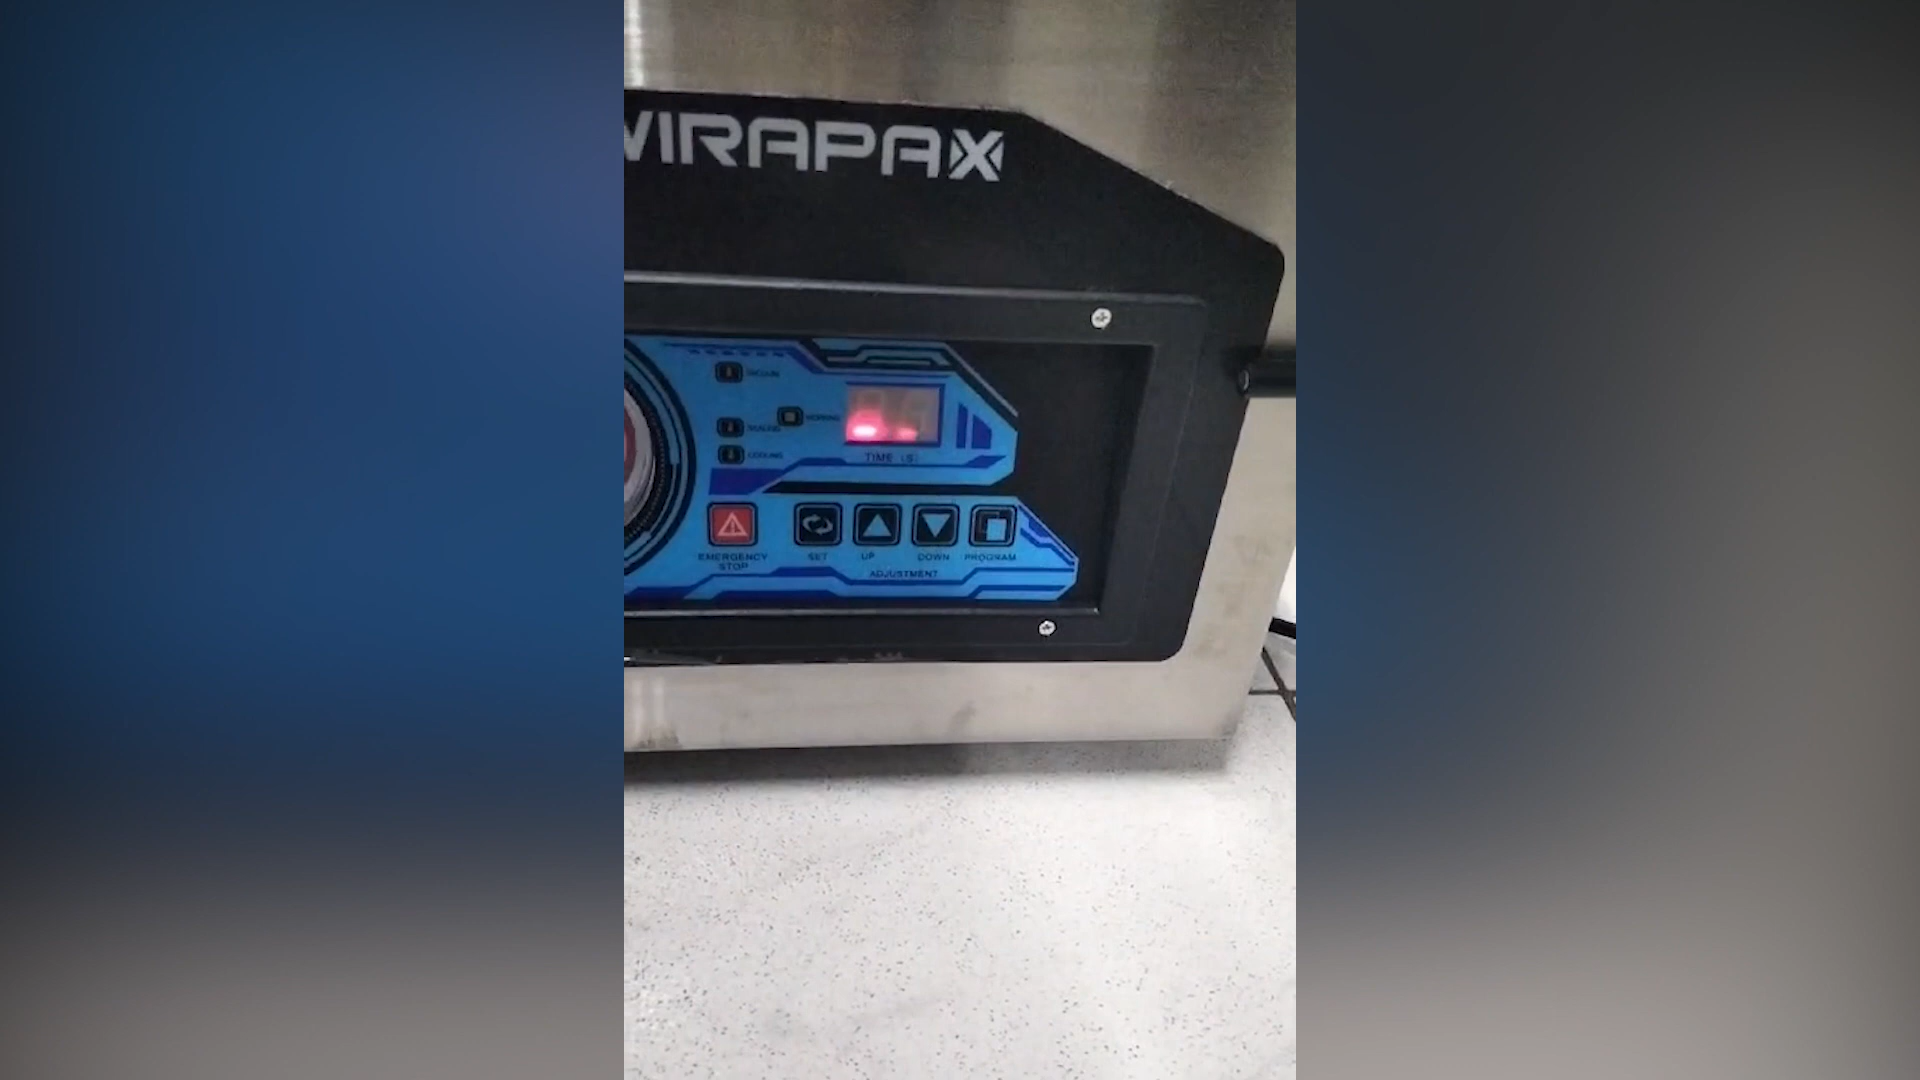 WIRAPAX
VACUUM
WORKING
SEALING
COOLING
TIME (S)
EMERGENCY
STOP
SET
UP
DOWN
PROGRAM
ADJUSTMENT